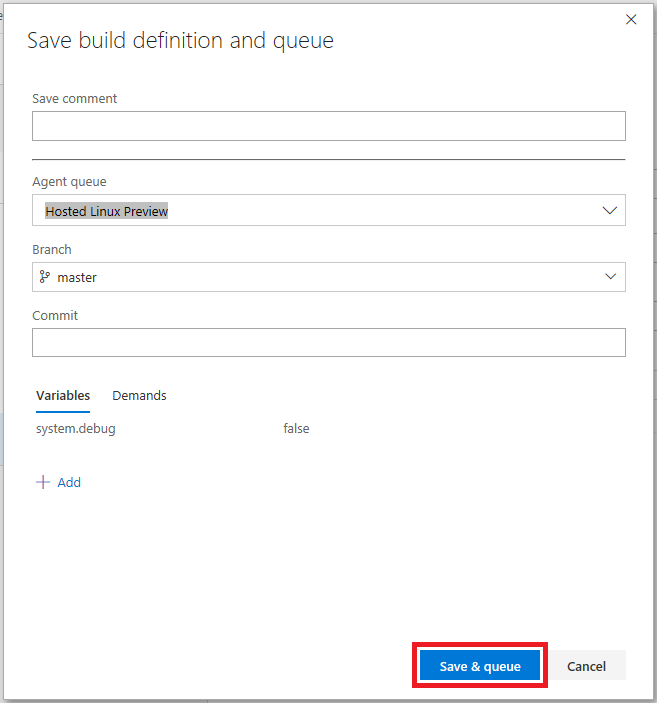 Save build definition and queue
Save comment
Agent queue
Hosted Linux Preview
Branch
master
Commit
Variables Demands
system.debug false
Add
Save & queue Cancel